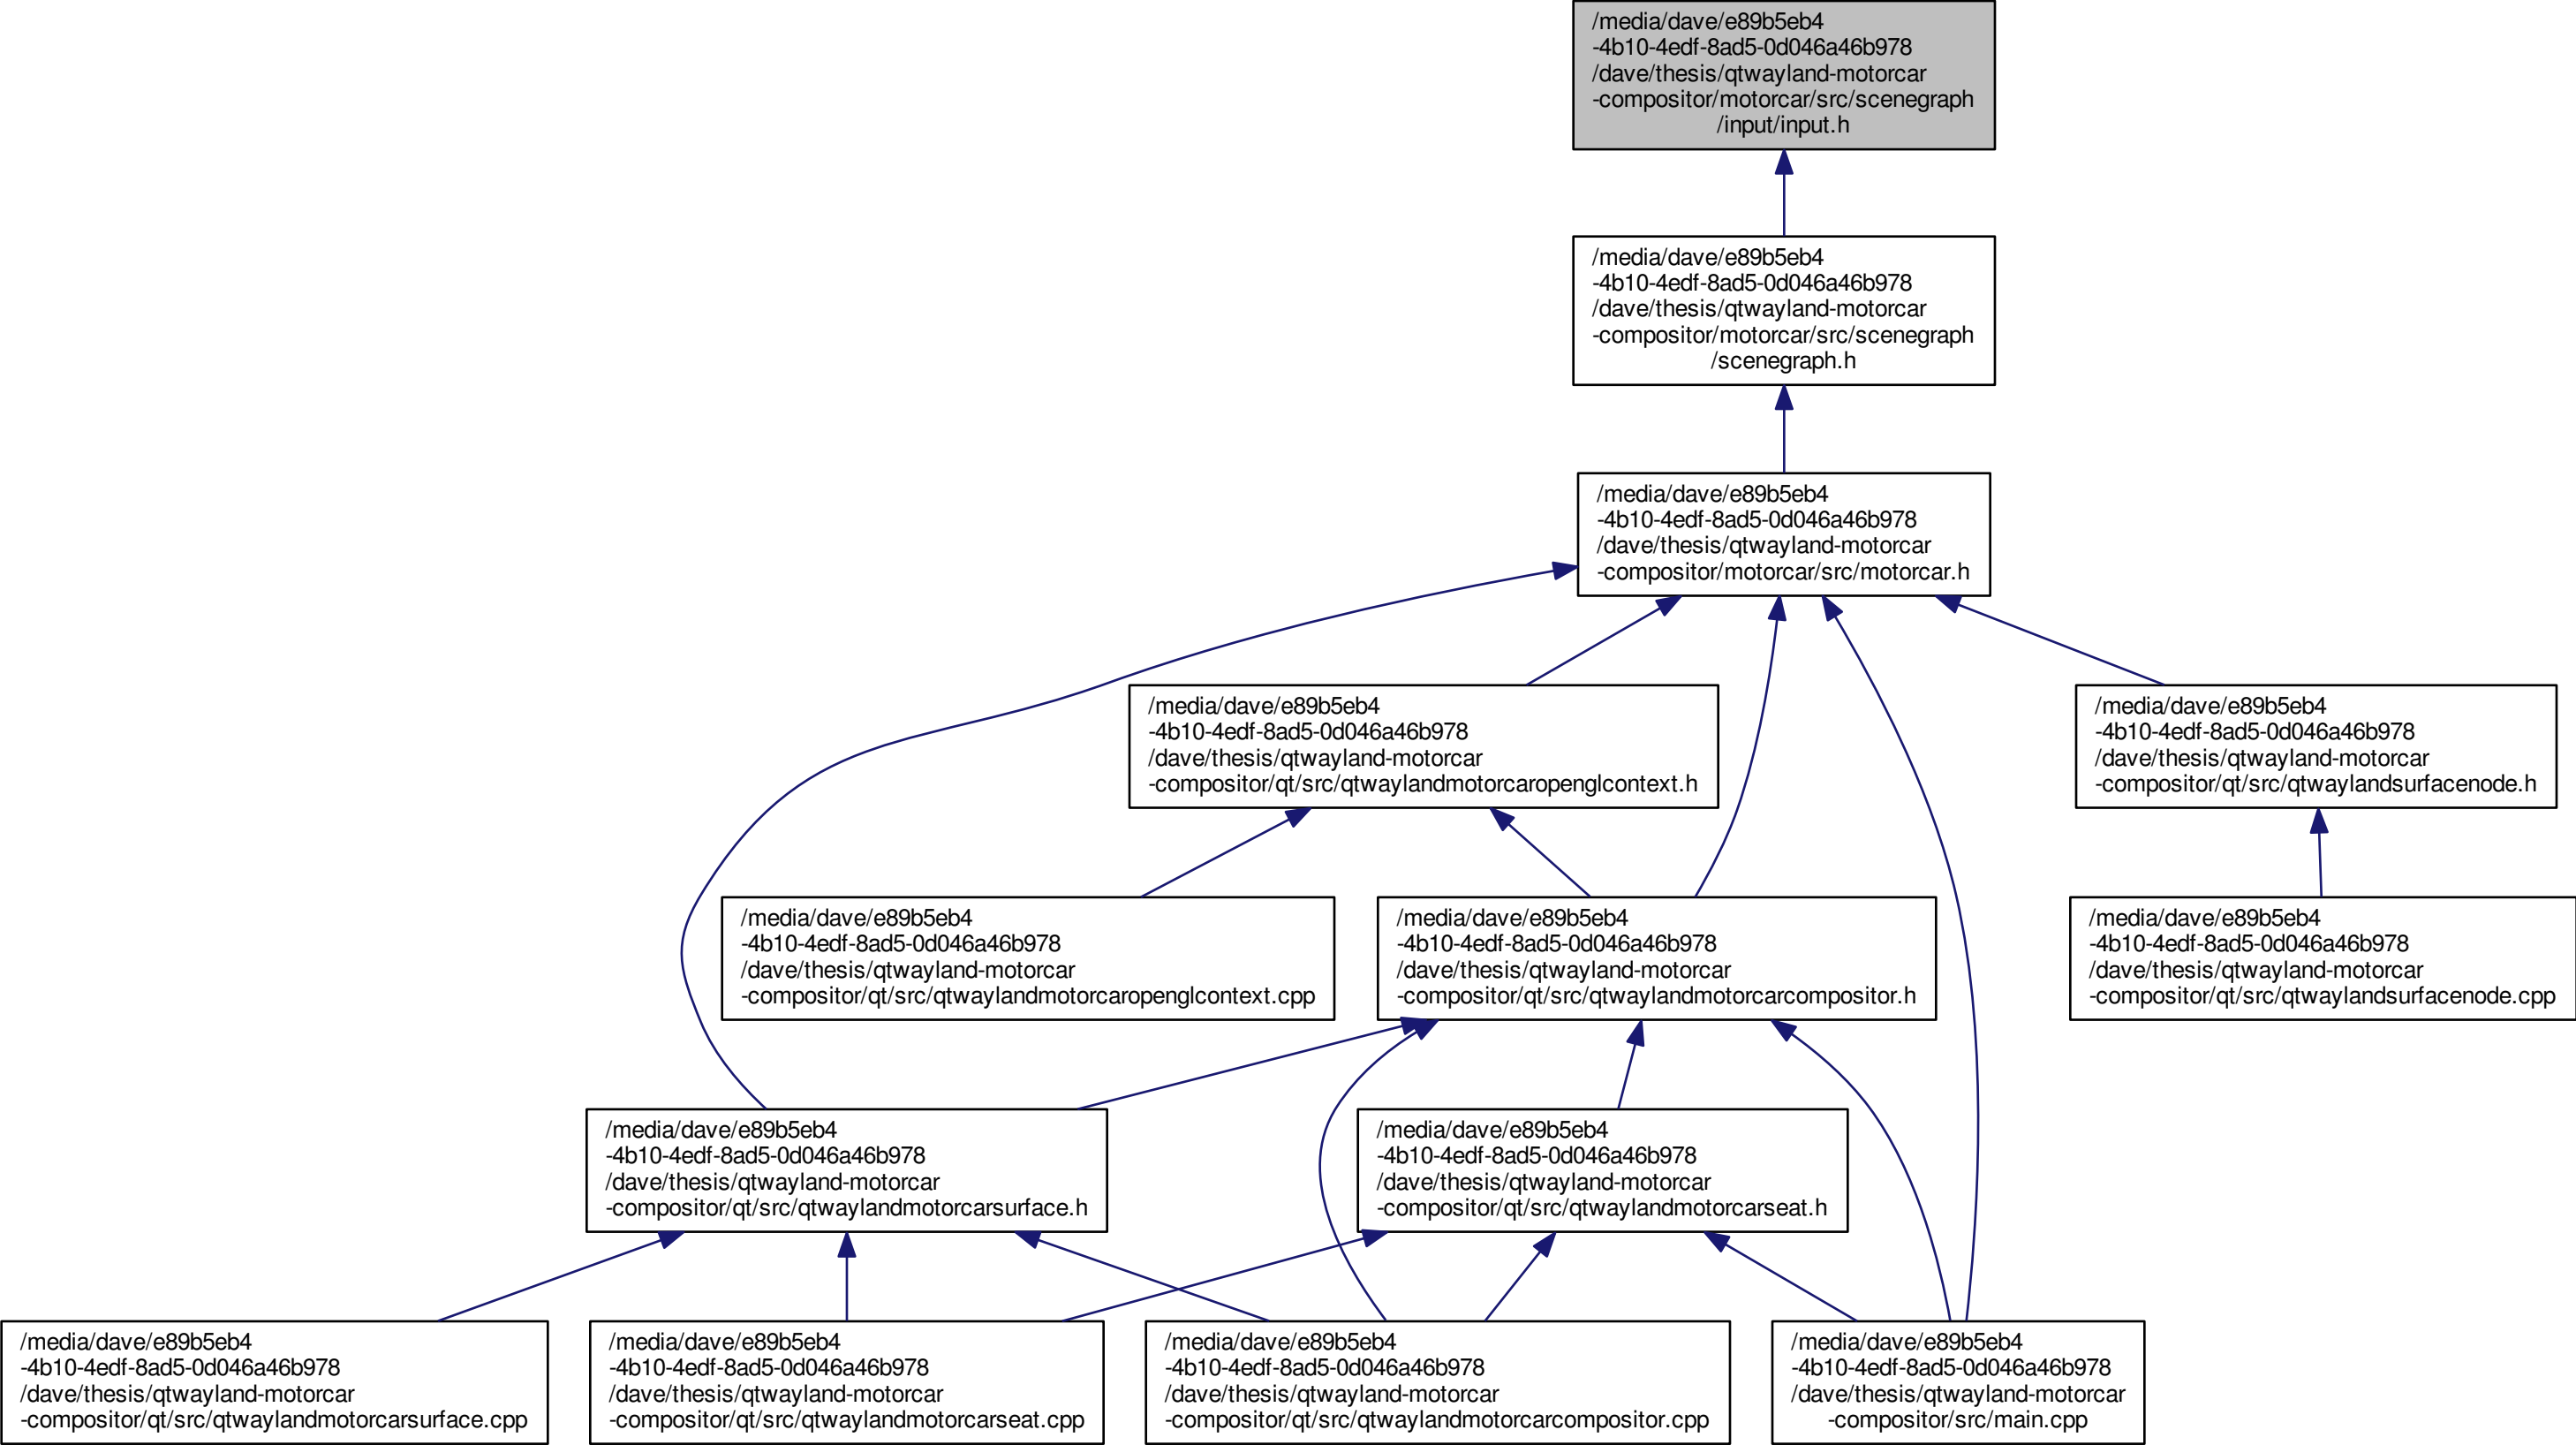 /media/dave/e89b5eb4
-4b10-4edf-8ad5-0d046a46b978
/dave/thesis/qtwayland-motorcar
-compositor/motorcar/src/scenegraph
/input/input.h
/media/dave/e89b5eb4
-4b10-4edf-8ad5-0d046a46b978
/dave/thesis/qtwayland-motorcar
-compositor/motorcar/src/scenegraph
/scenegraph.h
/media/dave/e89b5eb4
-4b10-4edf-8ad5-0d046a46b978
/dave/thesis/qtwayland-motorcar
-compositor/motorcar/src/motorcar.h
/media/dave/e89b5eb4
-4b10-4edf-8ad5-0d046a46b978
/dave/thesis/qtwayland-motorcar
-compositor/qt/src/qtwaylandmotorcaropenglcontext.h
/media/dave/e89b5eb4
-4b10-4edf-8ad5-0d046a46b978
/dave/thesis/qtwayland-motorcar
-compositor/qt/src/qtwaylandsurfacenode.h
/media/dave/e89b5eb4
-4b10-4edf-8ad5-0d046a46b978
/dave/thesis/qtwayland-motorcar
-compositor/qt/src/qtwaylandmotorcaropenglcontext.cpp
/media/dave/e89b5eb4
-4b10-4edf-8ad5-0d046a46b978
/dave/thesis/qtwayland-motorcar
-compositor/qt/src/qtwaylandmotorcarcompositor.h
/media/dave/e89b5eb4
-4b10-4edf-8ad5-0d046a46b978
/dave/thesis/qtwayland-motorcar
-compositor/qt/src/qtwaylandsurfacenode.cpp
/media/dave/e89b5eb4
-4b10-4edf-8ad5-0d046a46b978
/dave/thesis/qtwayland-motorcar
-compositor/qt/src/qtwaylandmotorcarsurface.h
/media/dave/e89b5eb4
-4b10-4edf-8ad5-0d046a46b978
/dave/thesis/qtwayland-motorcar
-compositor/qt/src/qtwaylandmotorcarseat.h
/media/dave/e89b5eb4
-4b10-4edf-8ad5-0d046a46b978
/dave/thesis/qtwayland-motorcar
-compositor/qt/src/qtwaylandmotorcarsurface.cpp
/media/dave/e89b5eb4
-4b10-4edf-8ad5-0d046a46b978
/dave/thesis/qtwayland-motorcar
-compositor/qt/src/qtwaylandmotorcarseat.cpp
/media/dave/e89b5eb4
-4b10-4edf-8ad5-0d046a46b978
/dave/thesis/qtwayland-motorcar
-compositor/qt/src/qtwaylandmotorcarcompositor.cpp
/media/dave/e89b5eb4
-4b10-4edf-8ad5-0d046a46b978
/dave/thesis/qtwayland-motorcar
-compositor/src/main.cpp